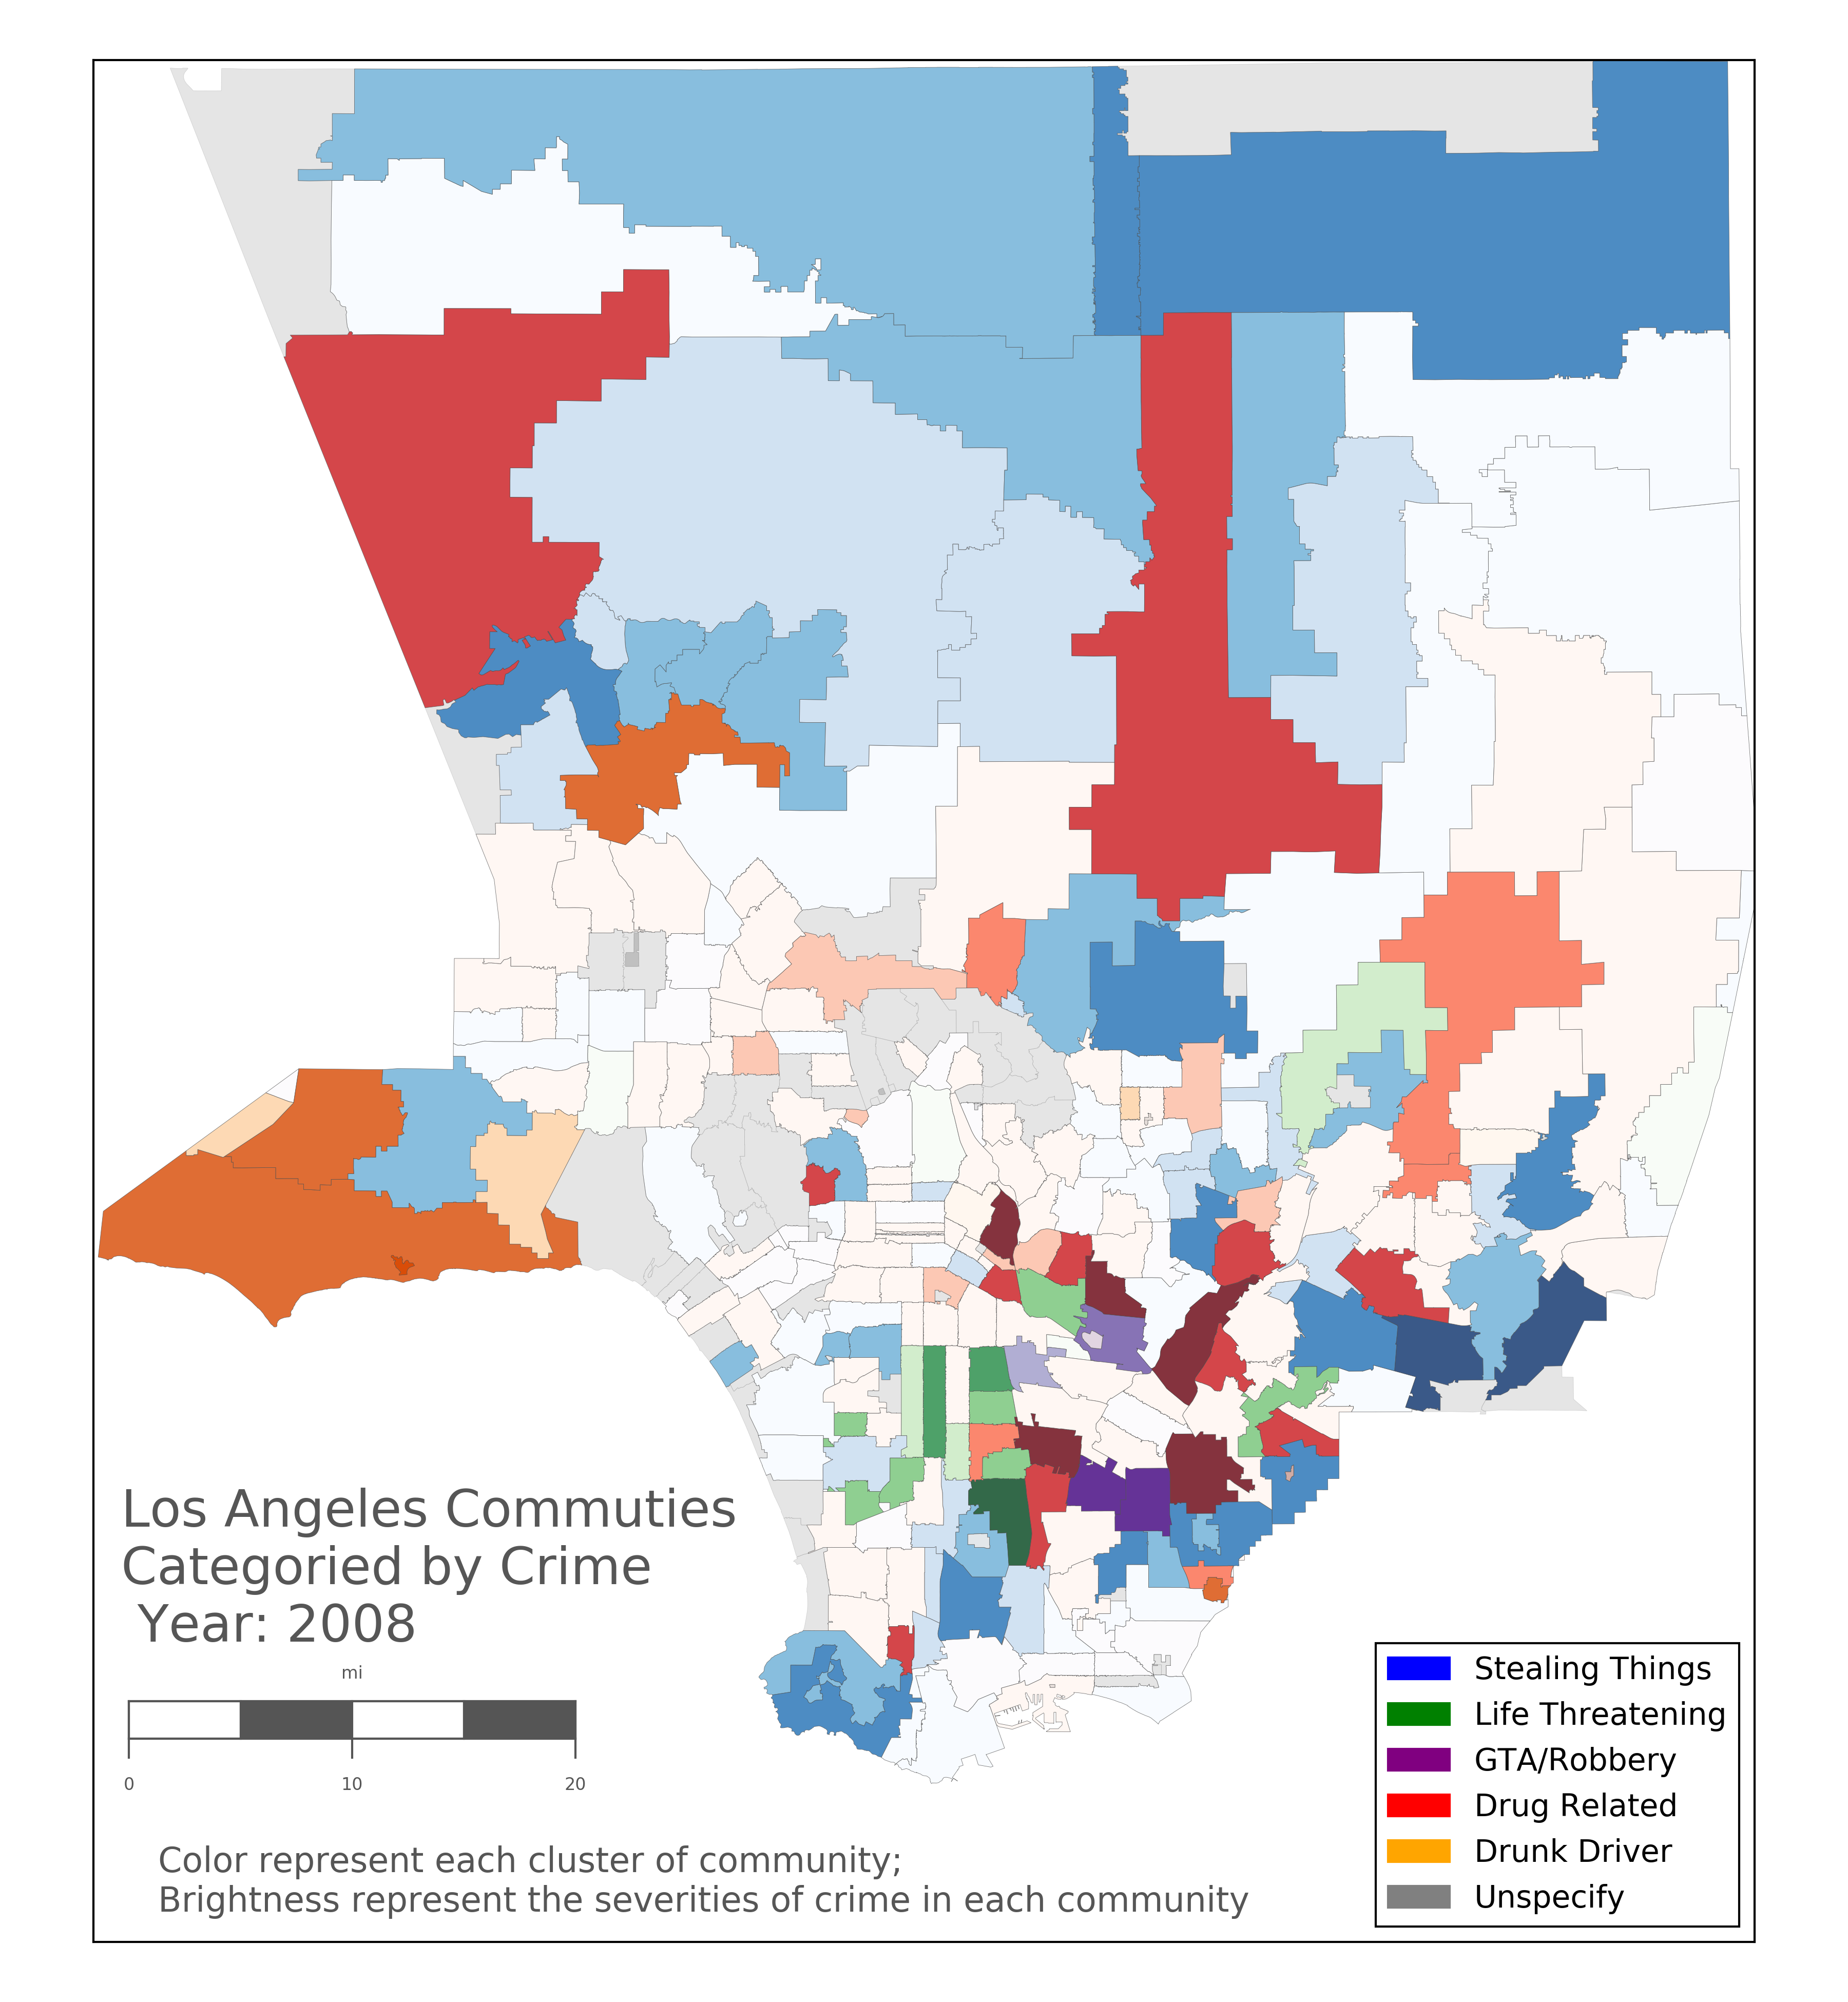 Los Angeles Commuties
Categoried by Crime
Year: 2008
mi
0 10 20
Color represent each cluster of community;
Brightness represent the severities of crime in each community
Stealing Things
Life Threatening
GTA/Robbery
Drug Related
Drunk Driver
Unspecify